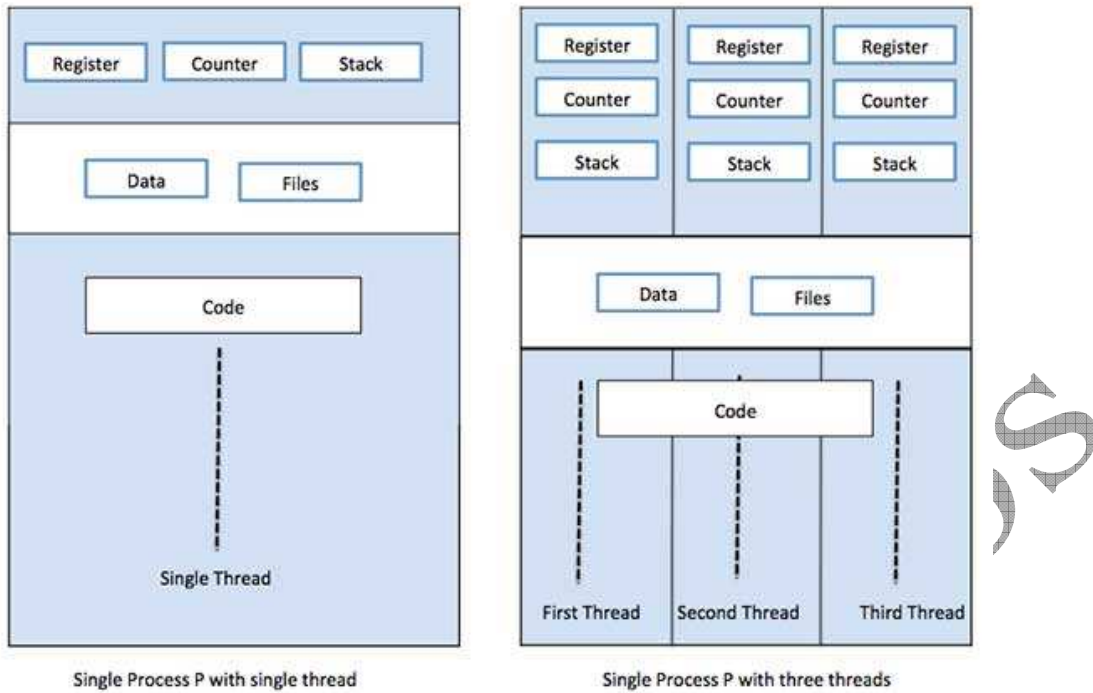 Register Counter Stack
Data Files
Code
Single Thread
Single Process P with single thread
Register Register Register
Counter Counter Counter
Stack Stack Stack
Data Files
Code
First Thread Second Thread Third Thread
Single Process P with three threads